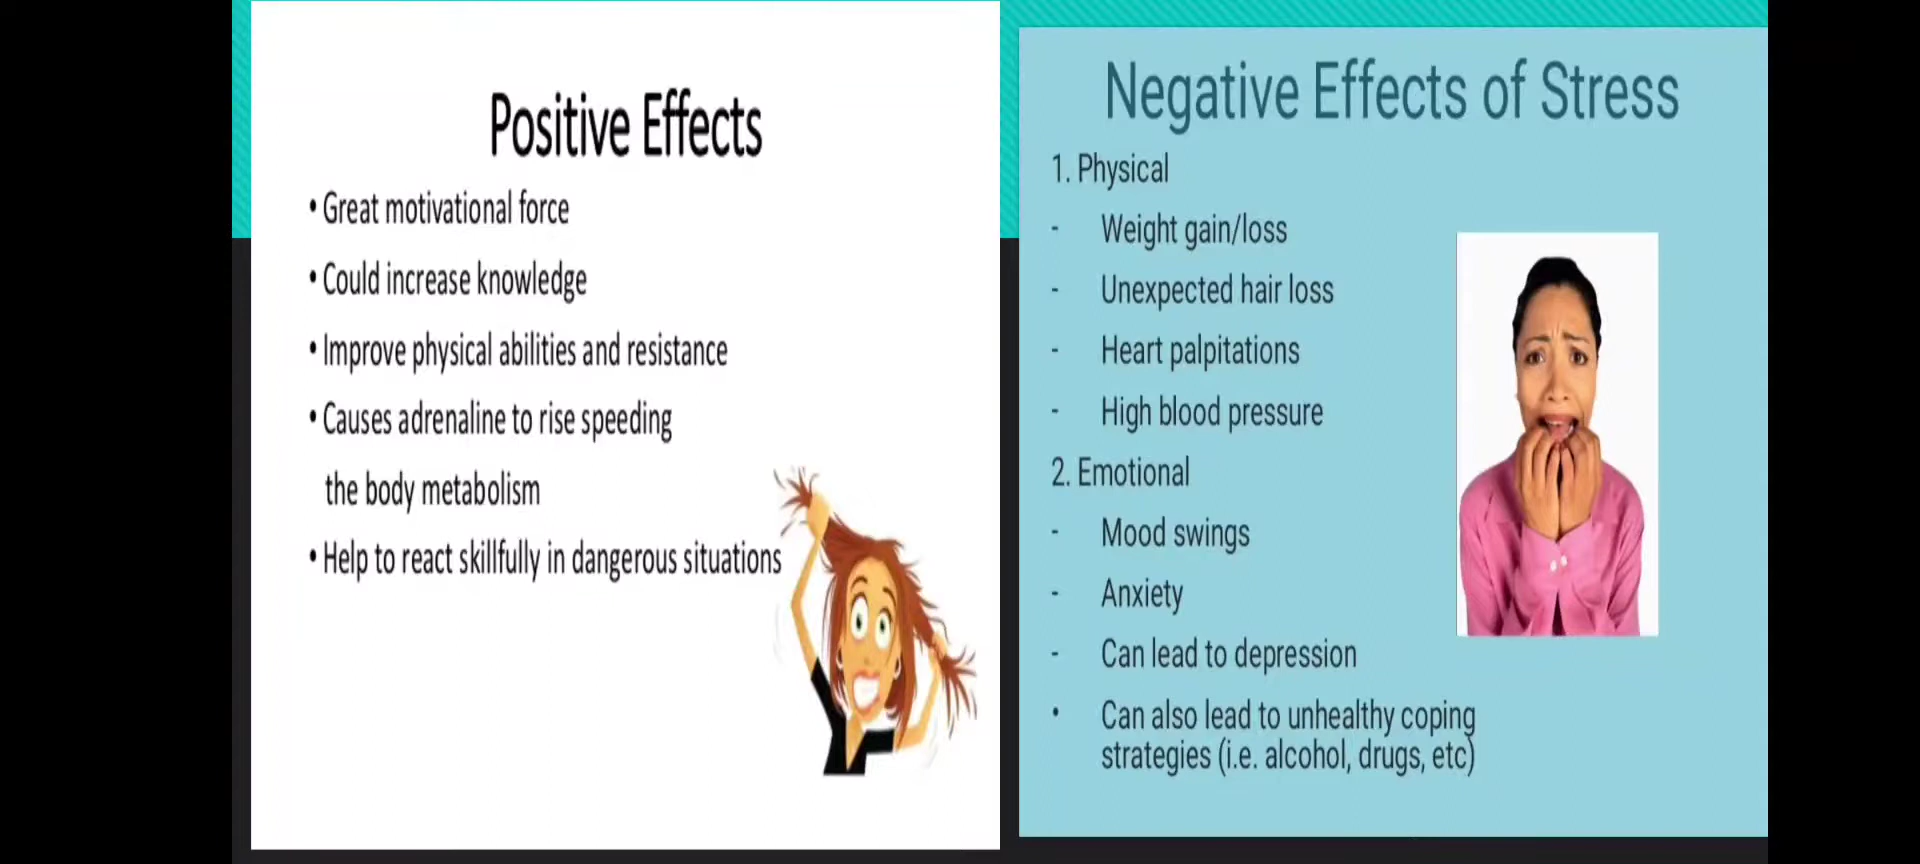 Positive Effects
• Great motivational force
• Could increase knowledge
• Improve physical abilities and resistance
• Causes adrenaline to rise speeding
the body metabolism
• Help to react skillfully in dangerous situations
Negative Effects of Stress
1. Physical
- Weight gain/loss
- Unexpected hair loss
- Heart palpitations
- High blood pressure
2. Emotional
- Mood swings
- Anxiety
- Can lead to depression
• Can also lead to unhealthy coping
strategies (i.e. alcohol, drugs, etc)